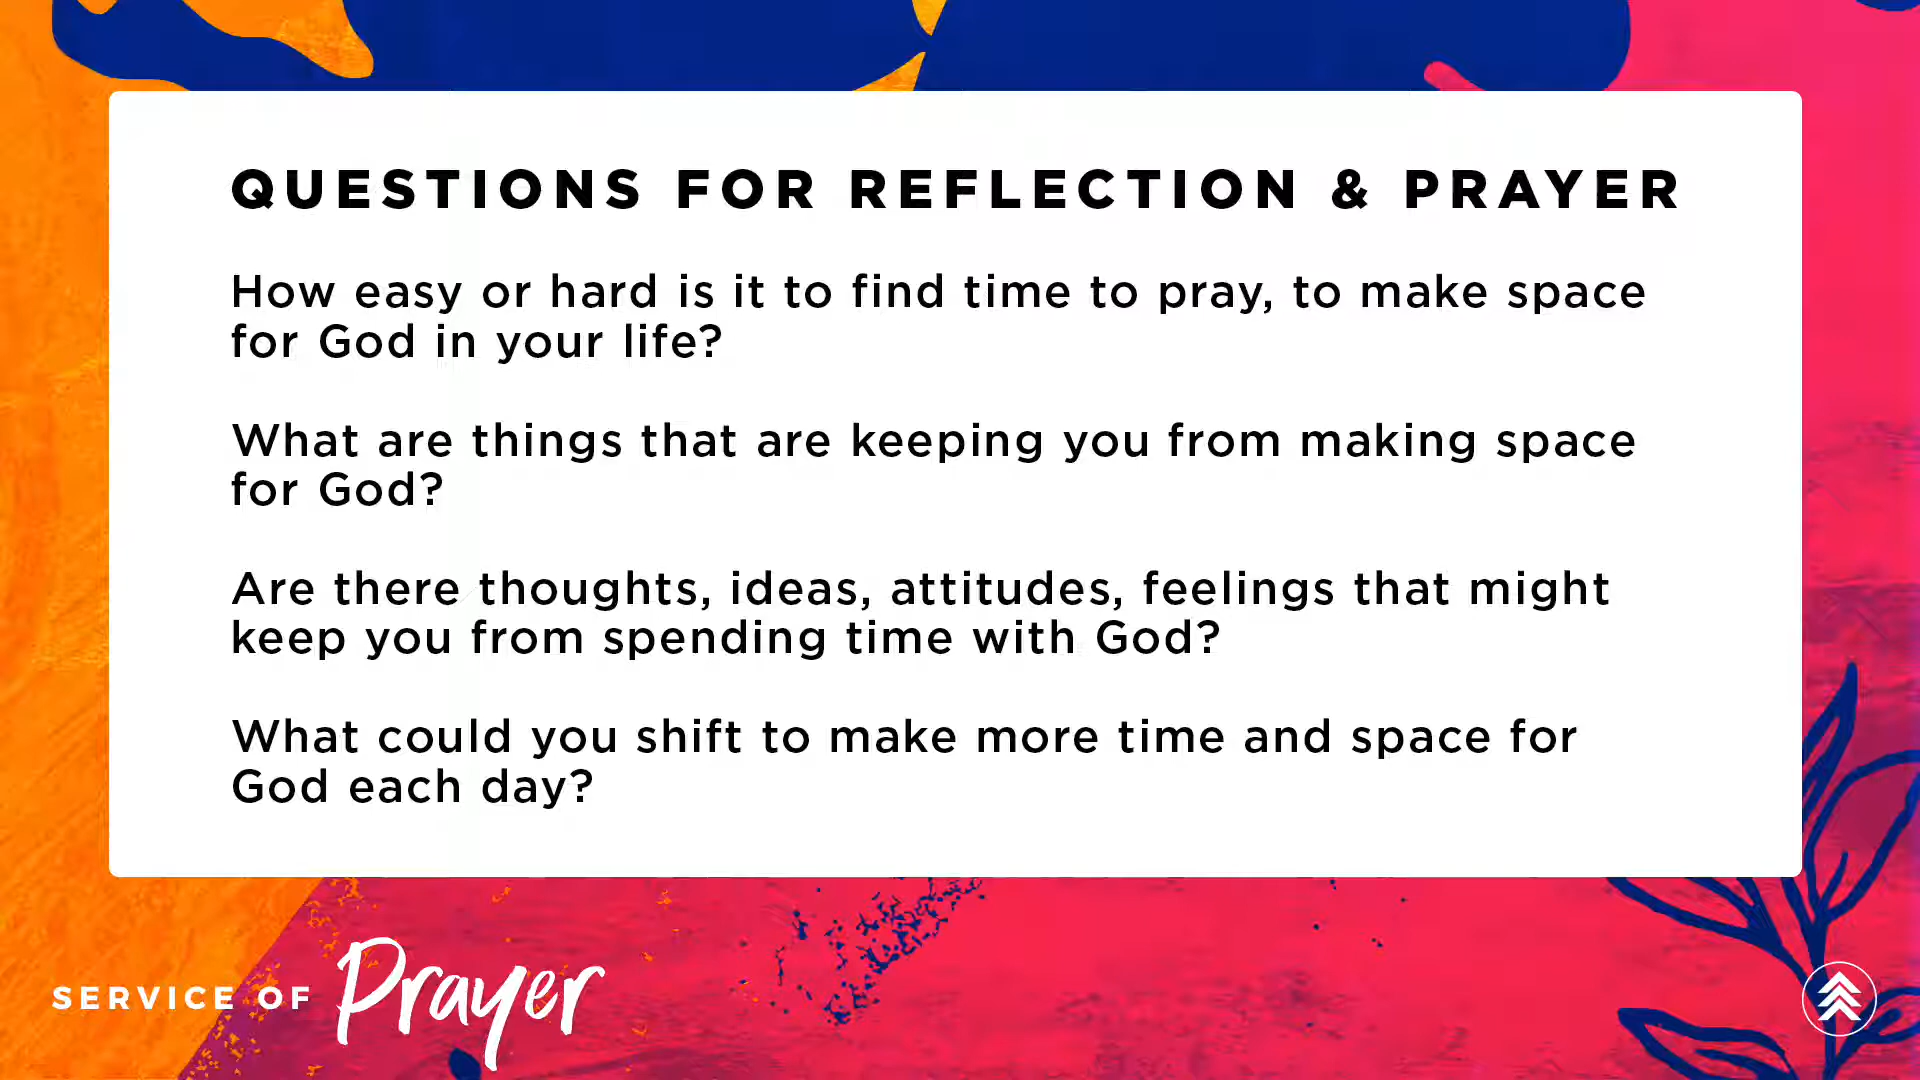 QUESTIONS FOR REFLECTION & PRAYER
How easy or hard is it to find time to pray, to make space
for God in your life?
What are things that are keeping you from making space
for God?
Are there thoughts, ideas, attitudes, feelings that might
keep you from spending time with God?
What could you shift to make more time and space for
God each day?
SERVICE OF Prayer